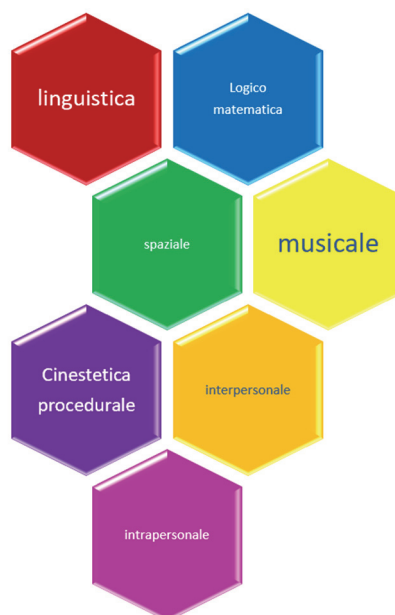 linguistica
Logico
matematica
spaziale
musicale
Cinestetica
procedurale
interpersonale
intrapersonale